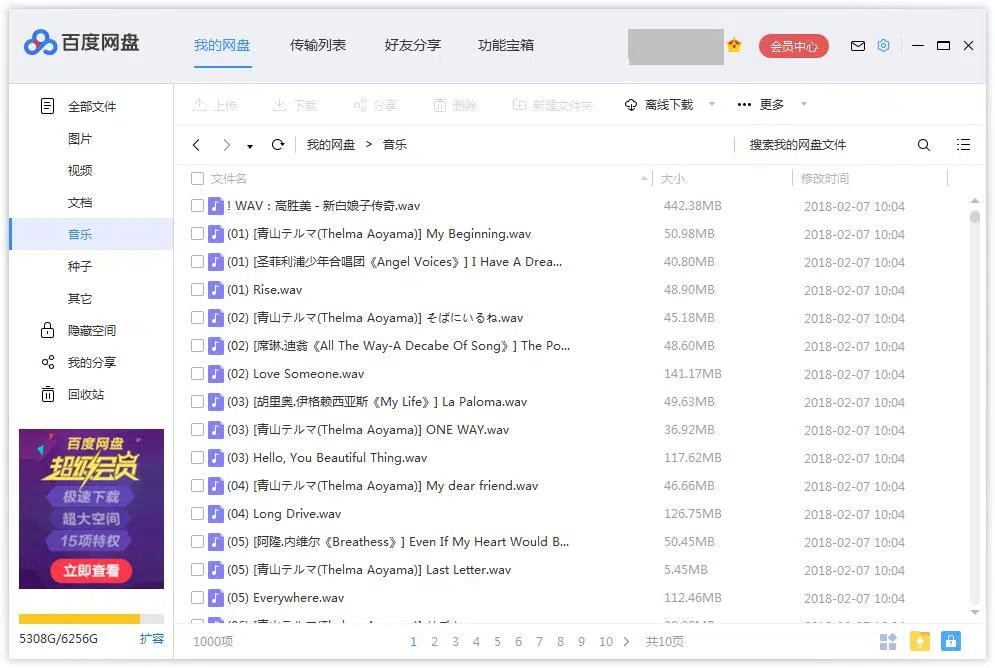 百度网盘 我的网盘 传输列表 好友分享 功能宝箱 会员中心
全部文件
图片
视频
文档
音乐
种子
其它
隐藏空间
我的分享
回收站
百度网盘
超级会员
极速下载
超大空间
15项特权
立即查看
5308G/6256G 扩容
上传 下载 分享 删除 新建文件夹 离线下载 更多
我的网盘 > 音乐 搜索我的网盘文件
文件名 大小 修改时间
! WAV：高胜美 - 新白娘子传奇.wav 442.38MB 2018-02-07 10:04
(01) [青山テルマ(Thelma Aoyama)] My Beginning.wav 50.98MB 2018-02-07 10:04
(01) [圣菲利浦少年合唱团《Angel Voices》] I Have A Drea... 40.80MB 2018-02-07 10:04
(01) Rise.wav 48.90MB 2018-02-07 10:04
(02) [青山テルマ(Thelma Aoyama)] そばにいるね.wav 45.18MB 2018-02-07 10:04
(02) [席琳.迪翁《All The Way-A Decabe Of Song》] The Po... 48.60MB 2018-02-07 10:04
(02) Love Someone.wav 141.17MB 2018-02-07 10:04
(03) [胡里奥.伊格赖西亚斯《My Life》] La Paloma.wav 49.63MB 2018-02-07 10:04
(03) [青山テルマ(Thelma Aoyama)] ONE WAY.wav 36.92MB 2018-02-07 10:04
(03) Hello, You Beautiful Thing.wav 117.62MB 2018-02-07 10:04
(04) [青山テルマ(Thelma Aoyama)] My dear friend.wav 46.66MB 2018-02-07 10:04
(04) Long Drive.wav 126.75MB 2018-02-07 10:04
(05) [阿隆.内维尔《Breathess》] Even If My Heart Would B... 50.45MB 2018-02-07 10:04
(05) [青山テルマ(Thelma Aoyama)] Last Letter.wav 5.45MB 2018-02-07 10:04
(05) Everywhere.wav 112.46MB 2018-02-07 10:04
1000项 1 2 3 4 5 6 7 8 9 10 > 共10页